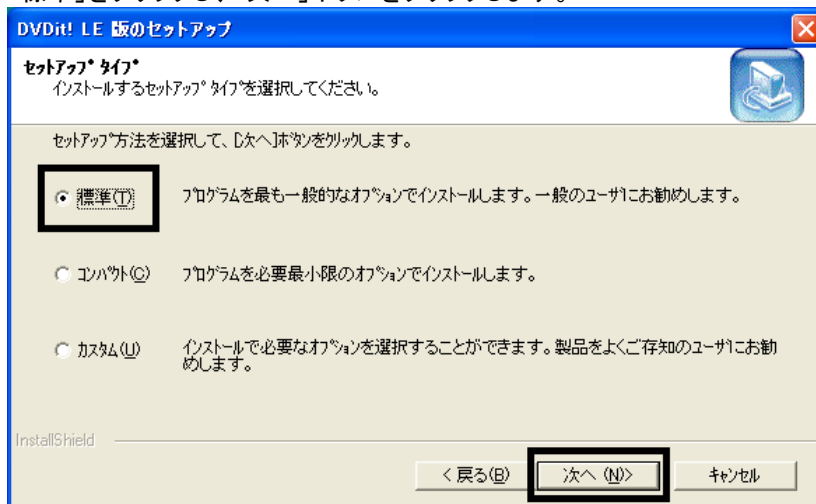 DVDit! LE 版のセットアップ
セットアップ タイプ
インストールするセットアップ タイプを選択してください。
セットアップ方法を選択して、[次へ]ボタンをクリックします。
標準(T)
プログラムを最も一般的なオプションでインストールします。一般のユーザにお勧めします。
コンパクト(C)
プログラムを必要最小限のオプションでインストールします。
カスタム(U)
インストールで必要なオプションを選択することができます。製品をよくご存知のユーザにお勧
めします。
InstallShield
< 戻る(B)
次へ (N)>
キャンセル